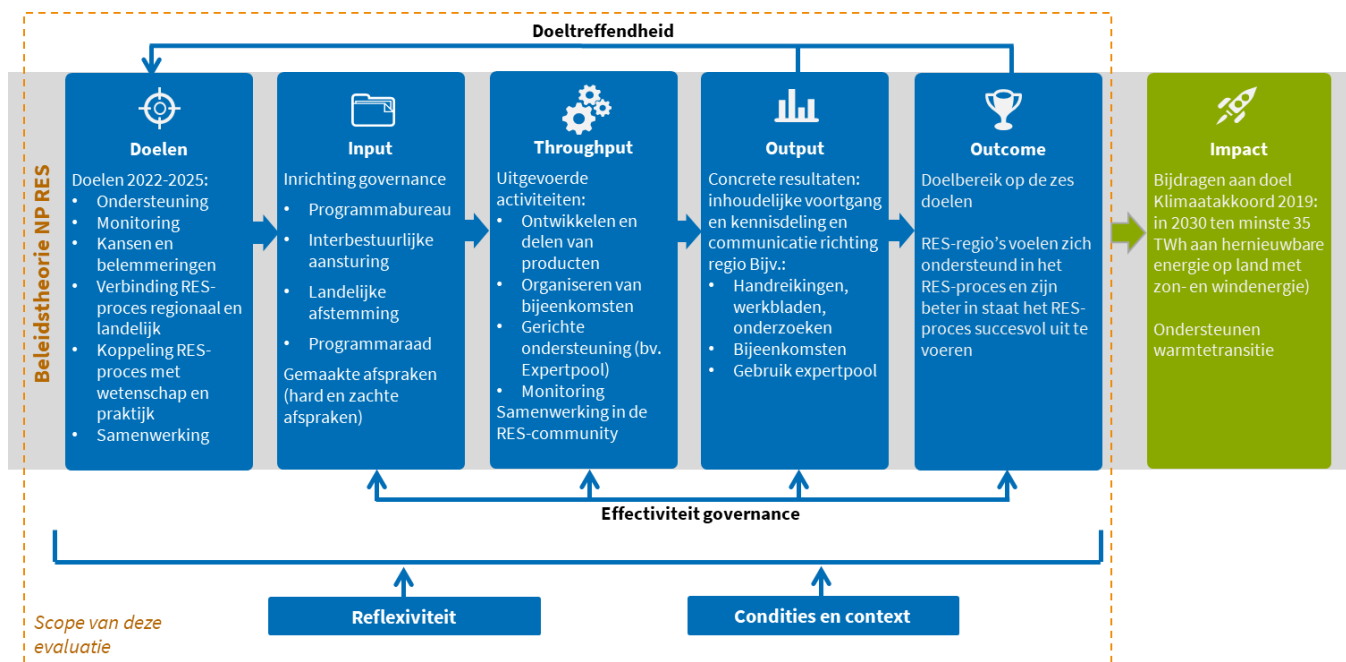 Doeltreffendheid
Beleidstheorie NP RES
Doelen
Doelen 2022-2025:
• Ondersteuning
• Monitoring
• Kansen en
belemmeringen
• Verbinding RES-
proces regionaal en
landelijk
• Koppeling RES-
proces met
wetenschap en
praktijk
• Samenwerking
Input
Inrichting governance
• Programmabureau
• Interbestuurlijke
aansturing
• Landelijke
afstemming
• Programmaraad
Gemaakte afspraken
(hard en zachte
afspraken)
Throughput
Uitgevoerde
activiteiten:
• Ontwikkelen en
delen van
producten
• Organiseren van
bijeenkomsten
• Gerichte
ondersteuning (bv.
Expertpool)
• Monitoring
Samenwerking in de
RES-community
Output
Concrete resultaten:
inhoudelijke voortgang
en kennisdeling en
communicatie richting
regio Bijv.:
• Handreikingen,
werkbladen,
onderzoeken
• Bijeenkomsten
• Gebruik expertpool
Outcome
Doelbereik op de zes
doelen
RES-regio’s voelen zich
ondersteund in het
RES-proces en zijn
beter in staat het RES-
proces succesvol uit te
voeren
Impact
Bijdragen aan doel
Klimaatakkoord 2019:
in 2030 ten minste 35
TWh aan hernieuwbare
energie op land met
zon- en windenergie)
Ondersteunen
warmtetransitie
Effectiviteit governance
Reflexiviteit
Condities en context
Scope van deze
evaluatie